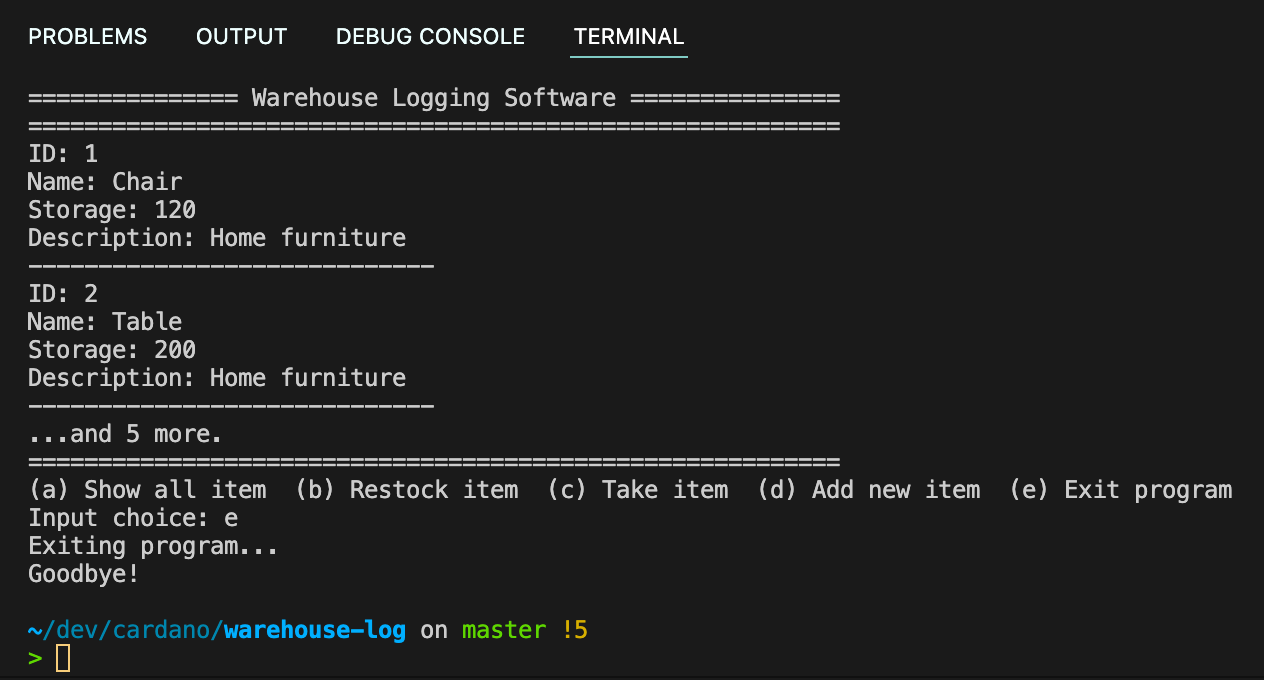 PROBLEMS OUTPUT DEBUG CONSOLE TERMINAL
=============== Warehouse Logging Software ===============
==========================================================
ID: 1
Name: Chair
Storage: 120
Description: Home furniture
-----------------------------
ID: 2
Name: Table
Storage: 200
Description: Home furniture
-----------------------------
...and 5 more.
==========================================================
(a) Show all item  (b) Restock item  (c) Take item  (d) Add new item  (e) Exit program
Input choice: e
Exiting program...
Goodbye!
~/dev/cardano/warehouse-log on master !5
>